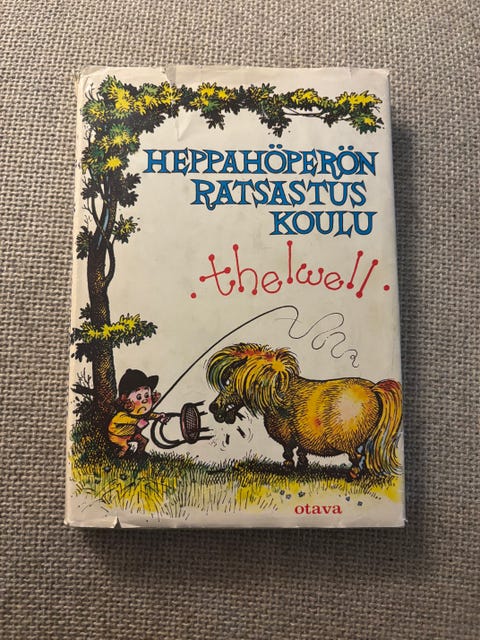 HEPPAHÖPERÖN
RATSASTUS
KOULU
.thelwell.
otava